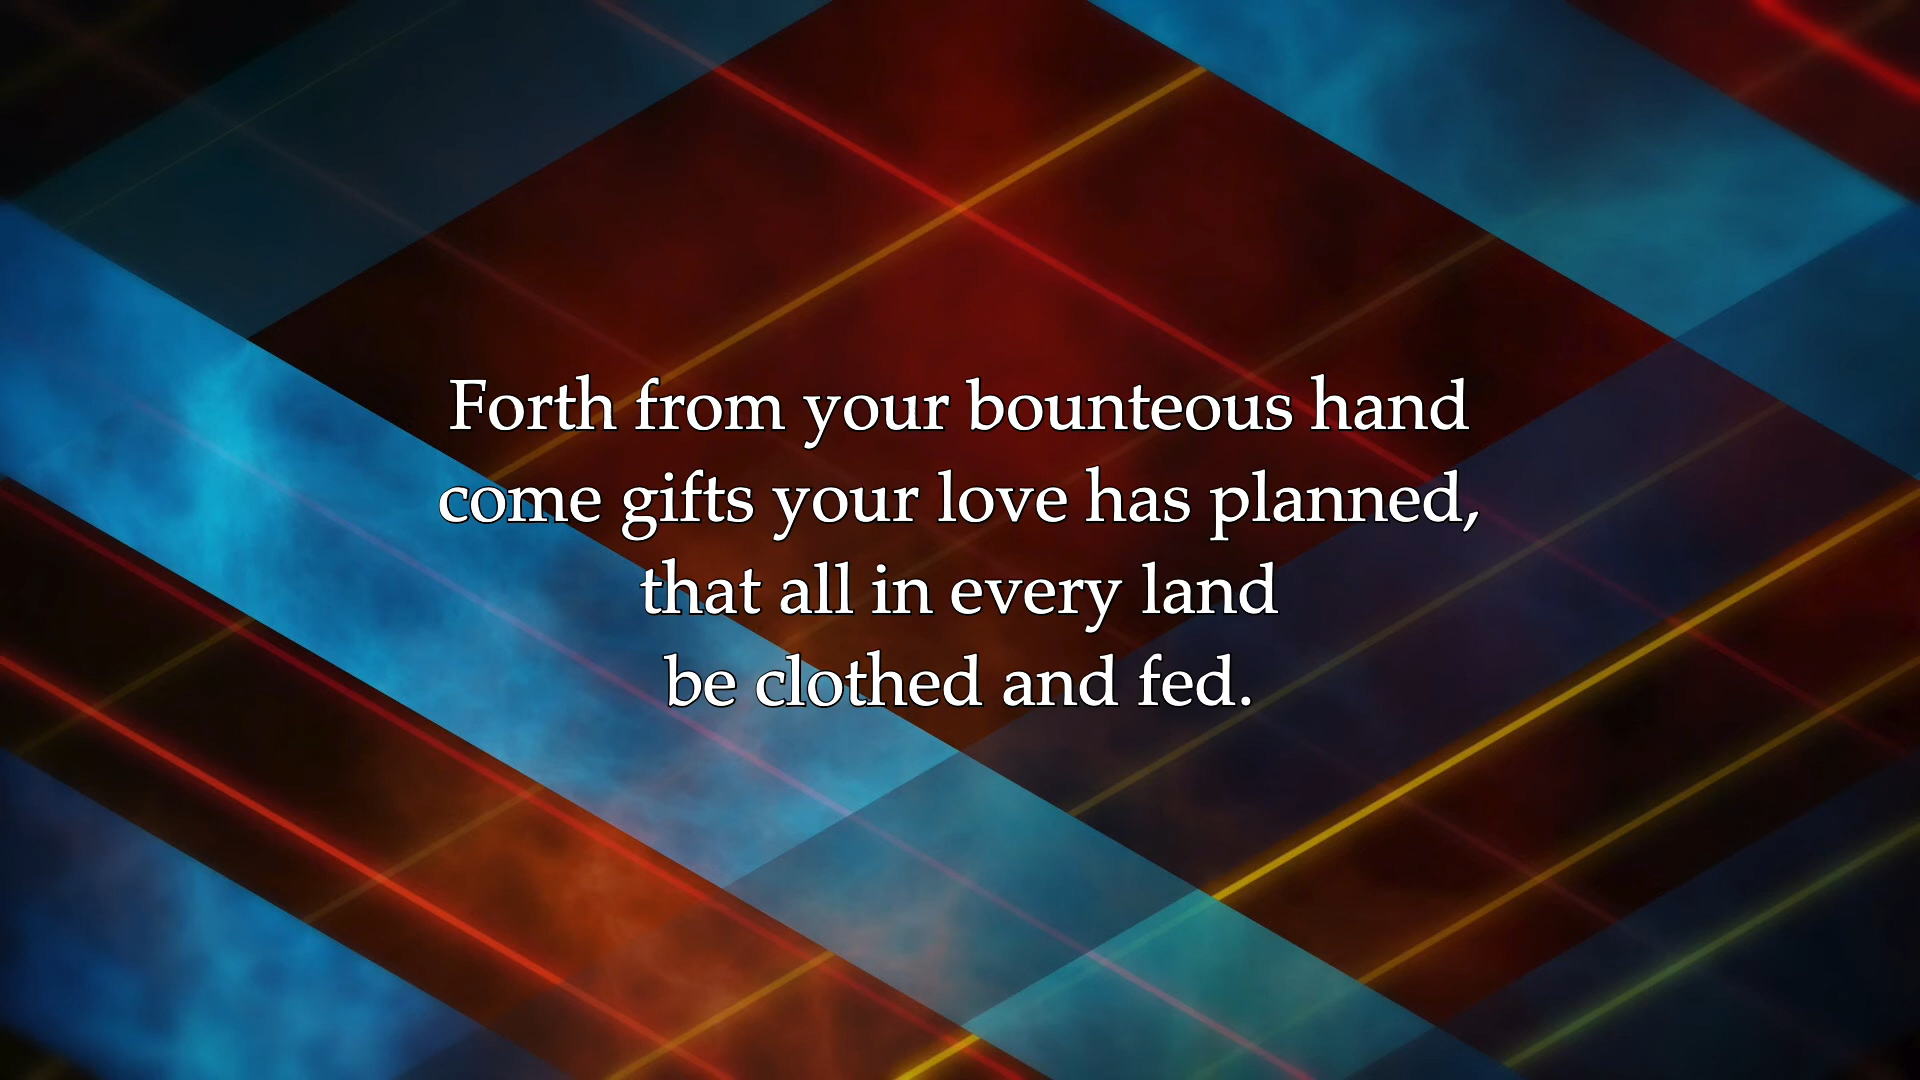 Forth from your bounteous hand
come gifts your love has planned,
that all in every land
be clothed and fed.